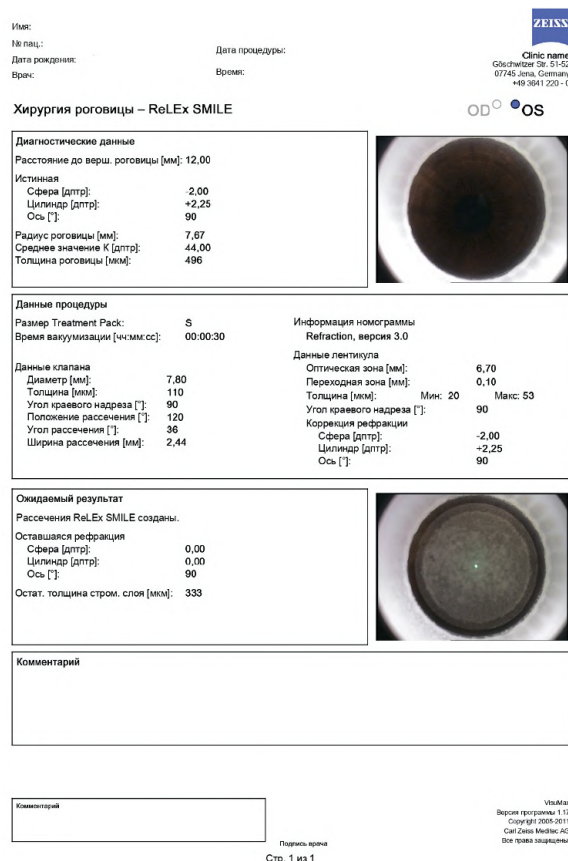 ZEISS
Имя:
№ пац.:
Дата рождения:
Врач:
Дата процедуры:
Время:
Clinic name
Göschwitzer Str. 51-52
07745 Jena, Germany
+49 3641 220 - 0
Хирургия роговицы – ReLEx SMILE
OD OS
Диагностические данные
Расстояние до верш. роговицы [мм]: 12,00
Истинная
Сфера [дптр]: -2,00
Цилиндр [дптр]: +2,25
Ось [°]: 90
Радиус роговицы [мм]: 7,67
Среднее значение К [дптр]: 44,00
Толщина роговицы [мкм]: 496
Данные процедуры
Размер Treatment Pack: S
Время вакуумизации [чч:мм:сс]: 00:00:30
Данные клапана
Диаметр [мм]: 7,80
Толщина [мкм]: 110
Угол краевого надреза [°]: 90
Положение рассечения [°]: 120
Угол рассечения [°]: 36
Ширина рассечения [мм]: 2,44
Информация номограммы
Refraction, версия 3.0
Данные лентикула
Оптическая зона [мм]: 6,70
Переходная зона [мм]: 0,10
Толщина [мкм]: Мин: 20 Макс: 53
Угол краевого надреза [°]: 90
Коррекция рефракции
Сфера [дптр]: -2,00
Цилиндр [дптр]: +2,25
Ось [°]: 90
Ожидаемый результат
Рассечения ReLEx SMILE созданы.
Оставшаяся рефракция
Сфера [дптр]: 0,00
Цилиндр [дптр]: 0,00
Ось [°]: 90
Остат. толщина стром. слоя [мкм]: 333
Комментарий
Комментарий
Подпись врача
Стр. 1 из 1
VisuMax
Версия программы 1.17
Copyright 2005-2011
Carl Zeiss Meditec AG
Все права защищены